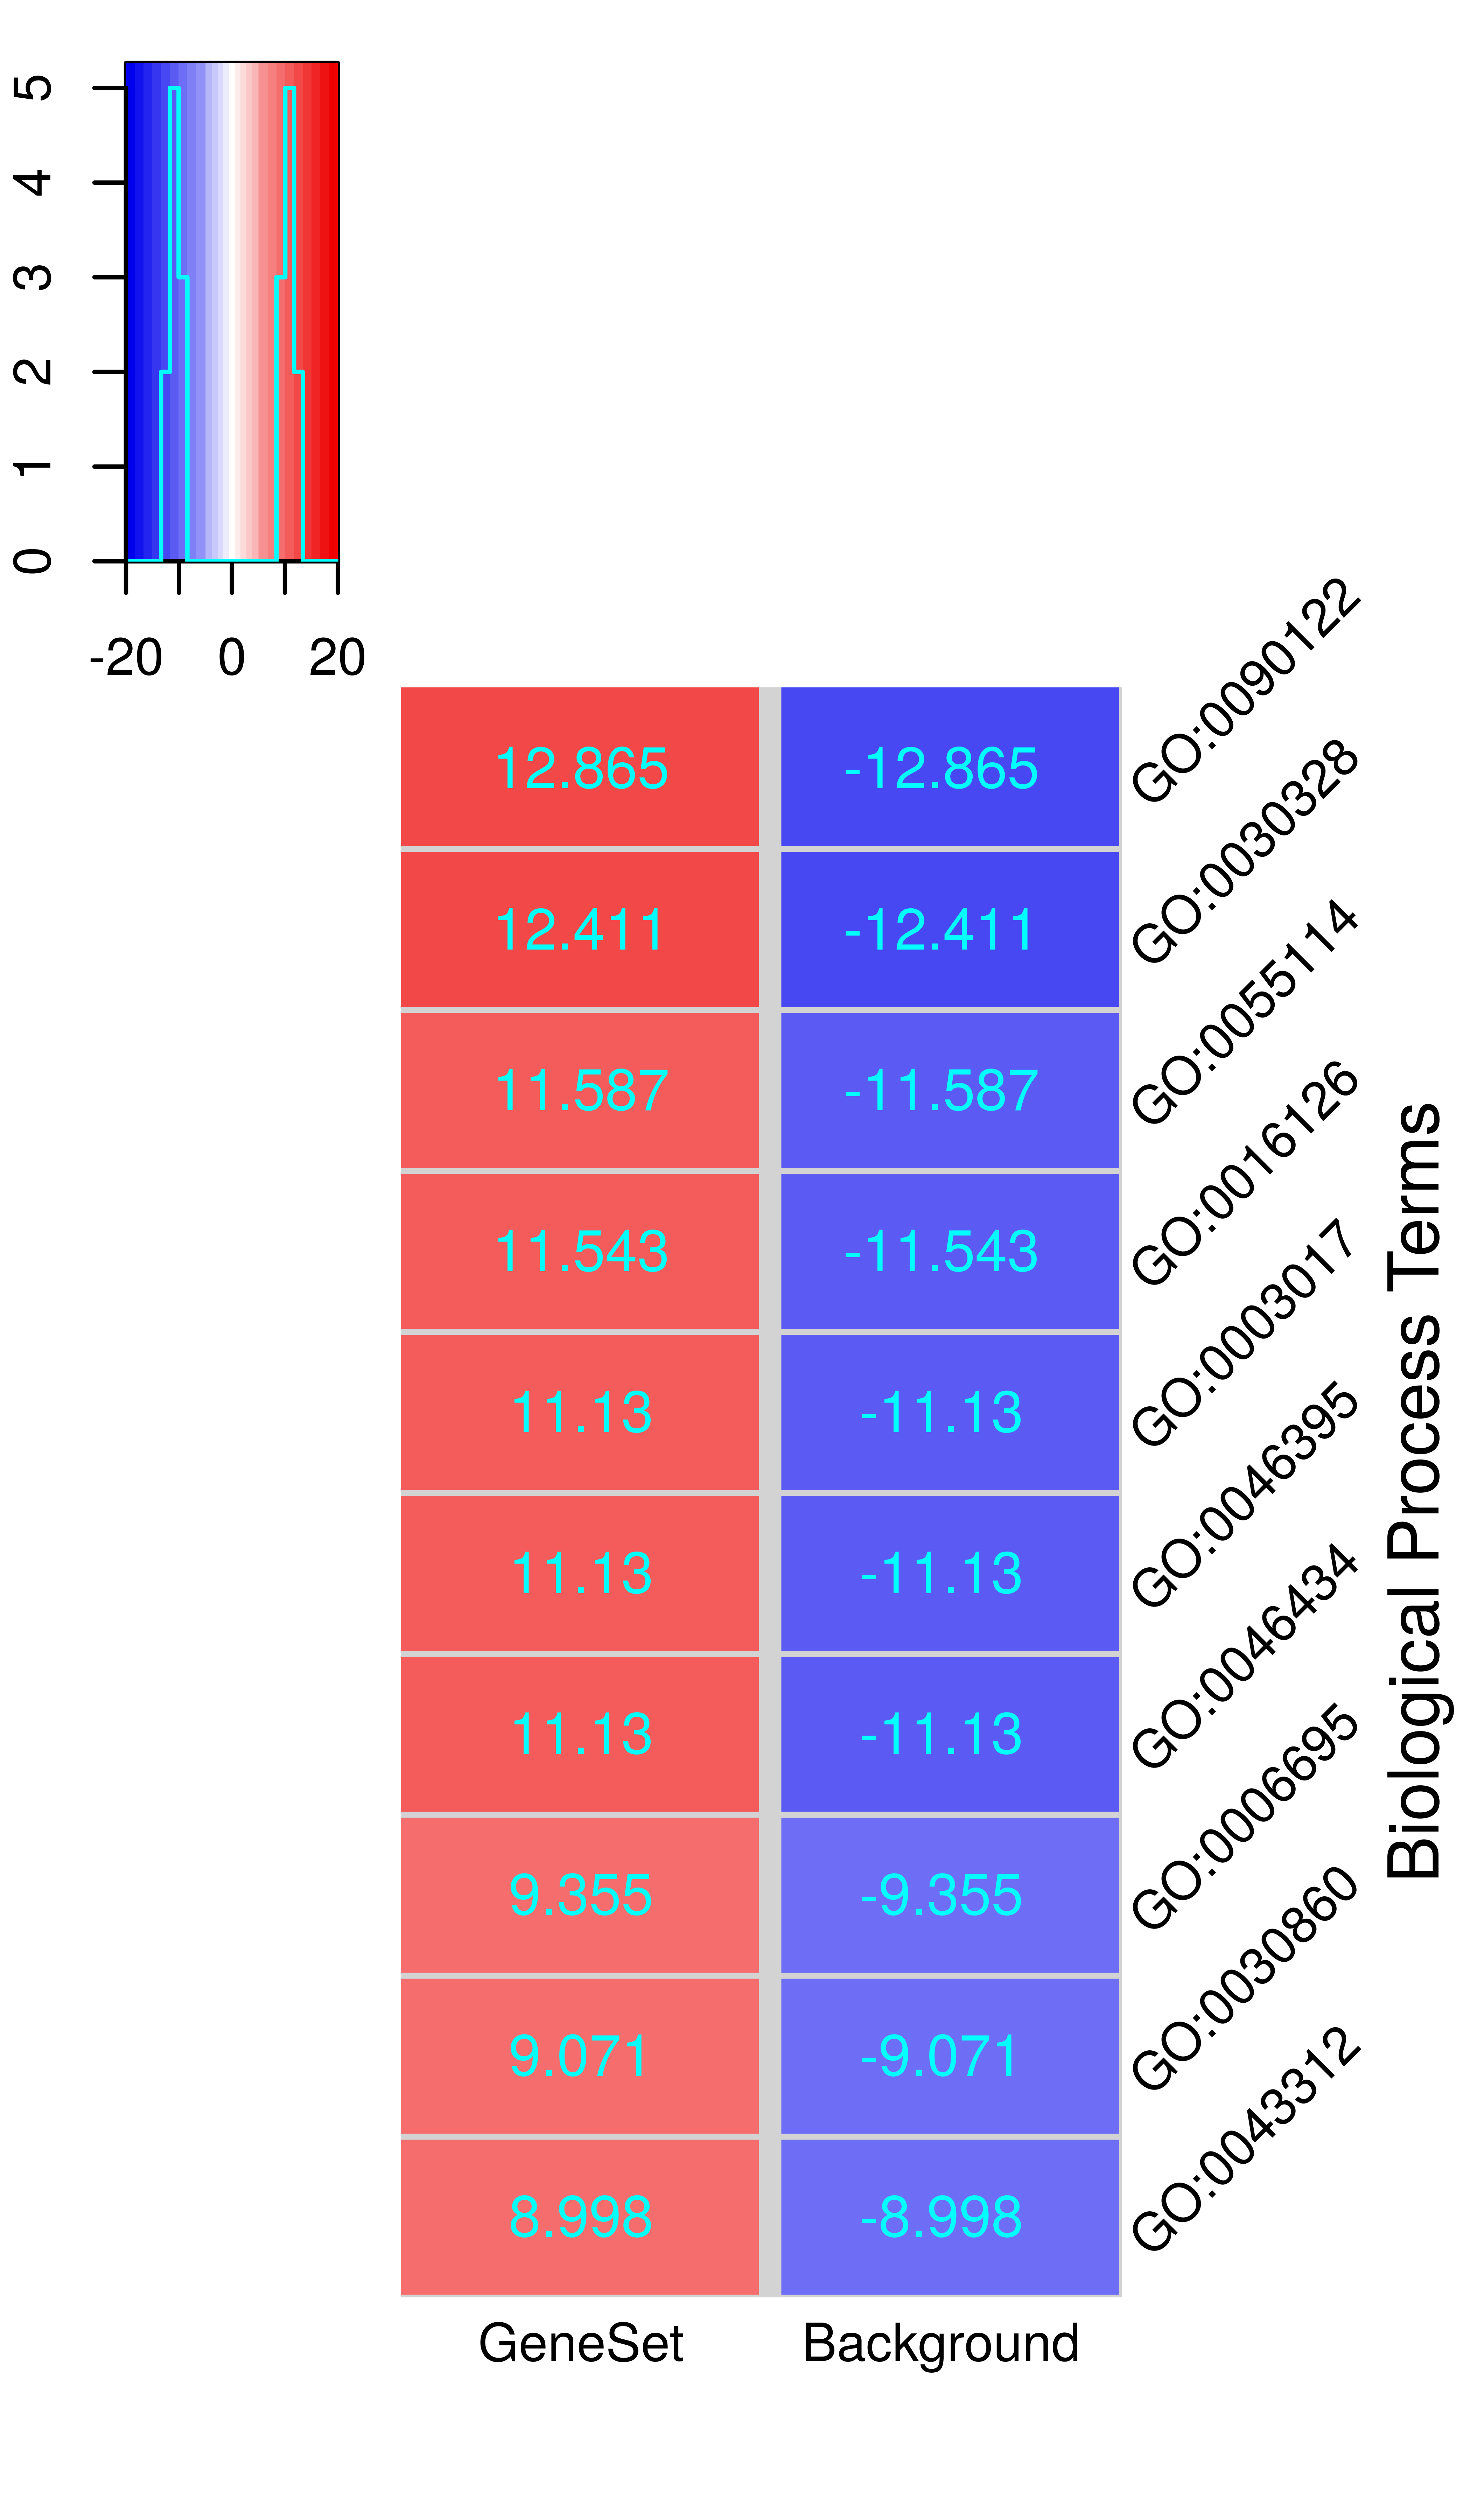 5
4
3
2
1
0
-20 0 20
12.865 -12.865 GO:0090122
12.411 -12.411 GO:0030328
11.587 -11.587 GO:0055114
11.543 -11.545 GO:0016126
11.13 -11.13 GO:0003017
11.13 -11.13 GO:0046395
11.13 -11.13 GO:0046434
9.355 -9.355 GO:0006695
9.071 -9.071 GO:0030860
8.998 -8.998 GO:0043312
GeneSet Background
Biological Process Terms